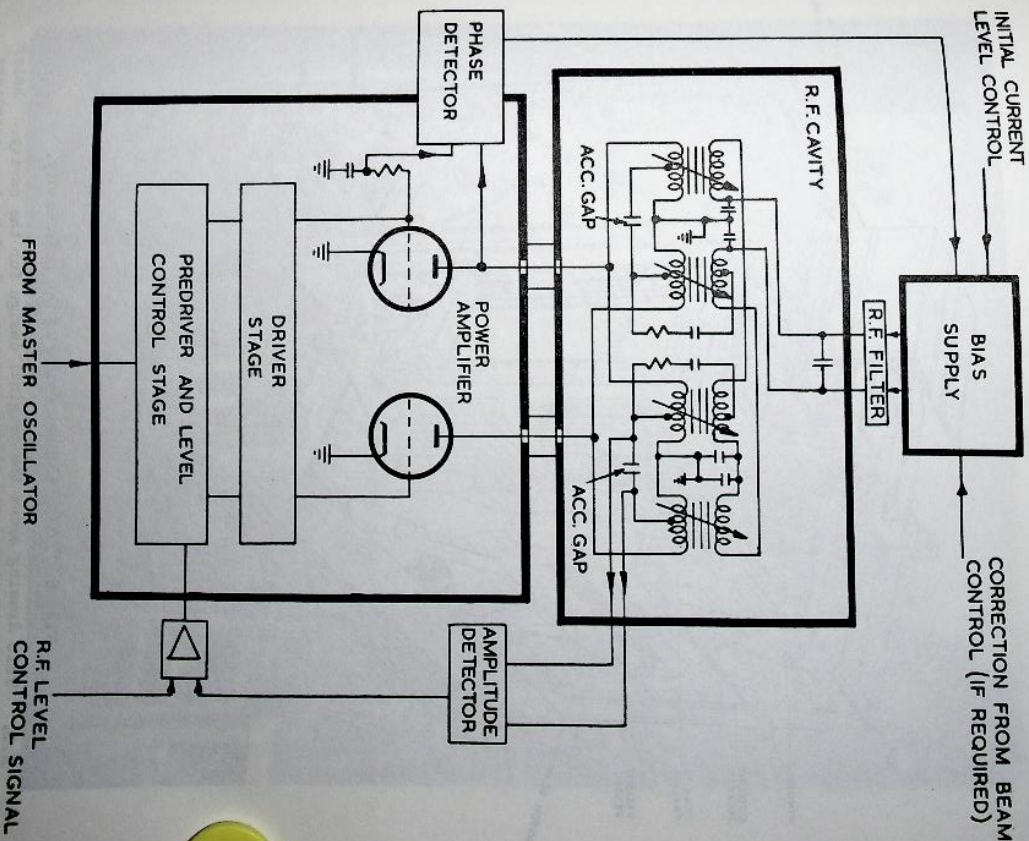 INITIAL CURRENT
LEVEL CONTROL
BIAS
SUPPLY
CORRECTION FROM BEAM
CONTROL (IF REQUIRED)
R.F. FILTER
R.F. CAVITY
ACC. GAP
ACC. GAP
PHASE
DETECTOR
POWER
AMPLIFIER
AMPLITUDE
DETECTOR
DRIVER
STAGE
PREDRIVER AND LEVEL
CONTROL STAGE
FROM MASTER OSCILLATOR
R.F. LEVEL
CONTROL SIGNAL